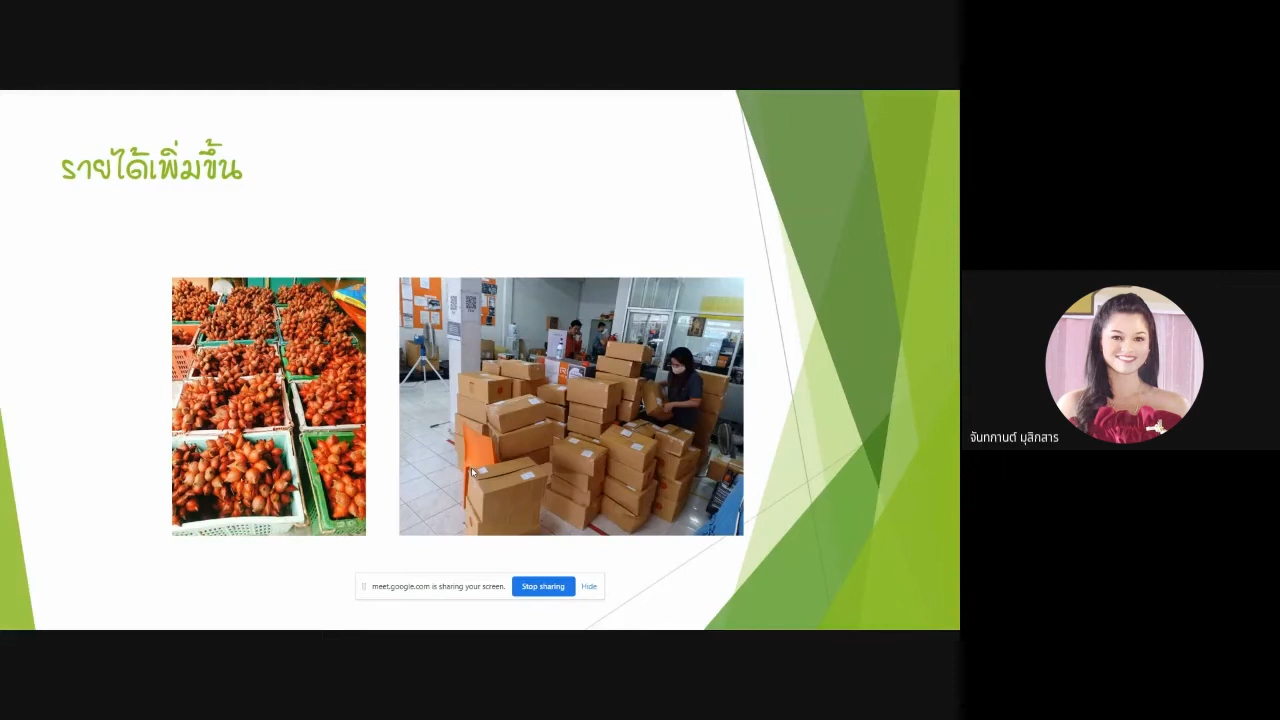 รายได้เพิ่มขึ้น
meet.google.com is sharing your screen.
Stop sharing
Hide
จันทกานต์ มุสิกสาร